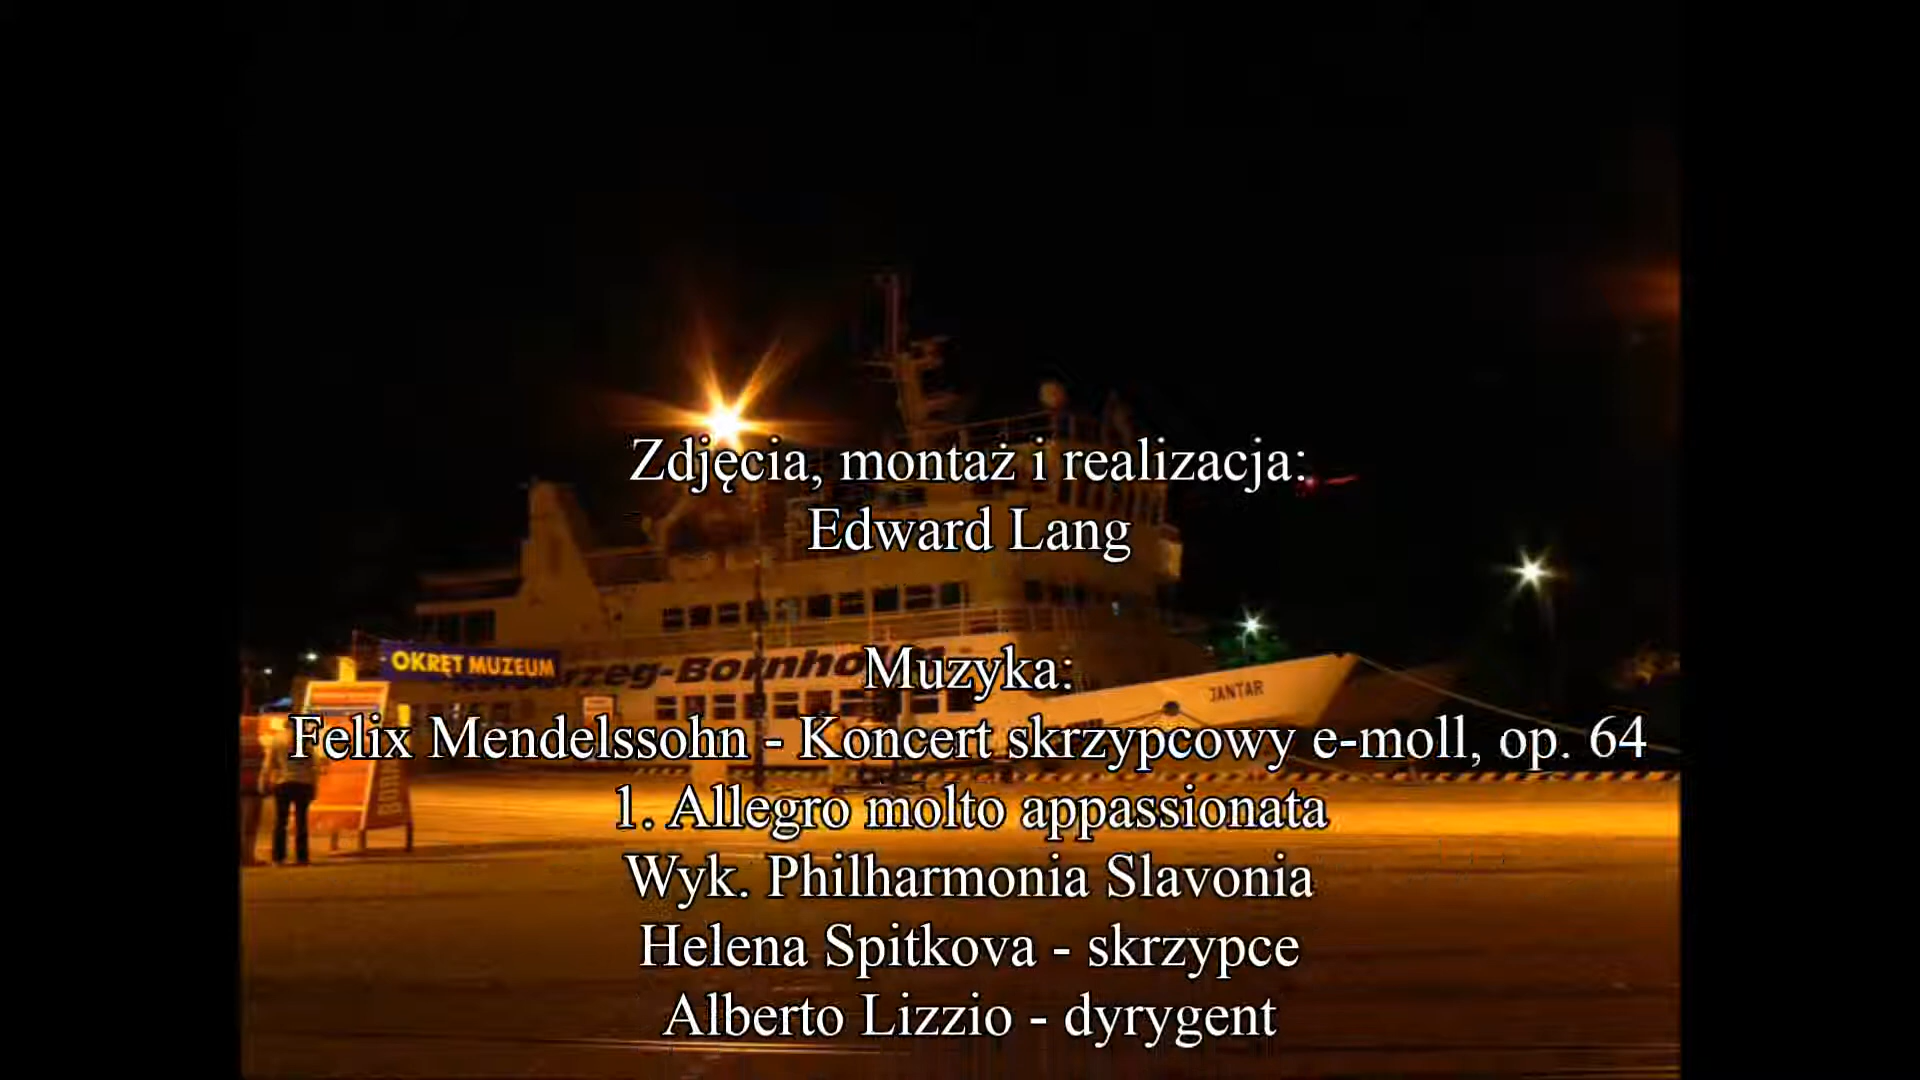 Zdjęcia, montaż i realizacja:
Edward Lang
OKRĘT MUZEUM
Muzyka:
JANTAR
Felix Mendelssohn - Koncert skrzypcowy e-moll, op. 64
1. Allegro molto appassionata
Wyk. Philharmonia Slavonia
Helena Spitkova - skrzypce
Alberto Lizzio - dyrygent